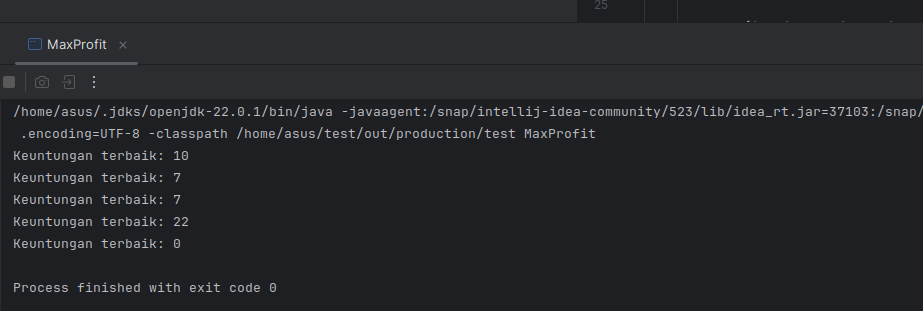 25
MaxProfit
/home/asus/.jdks/openjdk-22.0.1/bin/java -javaagent:/snap/intellij-idea-community/523/lib/idea_rt.jar=37103:/snap/
.encoding=UTF-8 -classpath /home/asus/test/out/production/test MaxProfit
Keuntungan terbaik: 10
Keuntungan terbaik: 7
Keuntungan terbaik: 7
Keuntungan terbaik: 22
Keuntungan terbaik: 0
Process finished with exit code 0